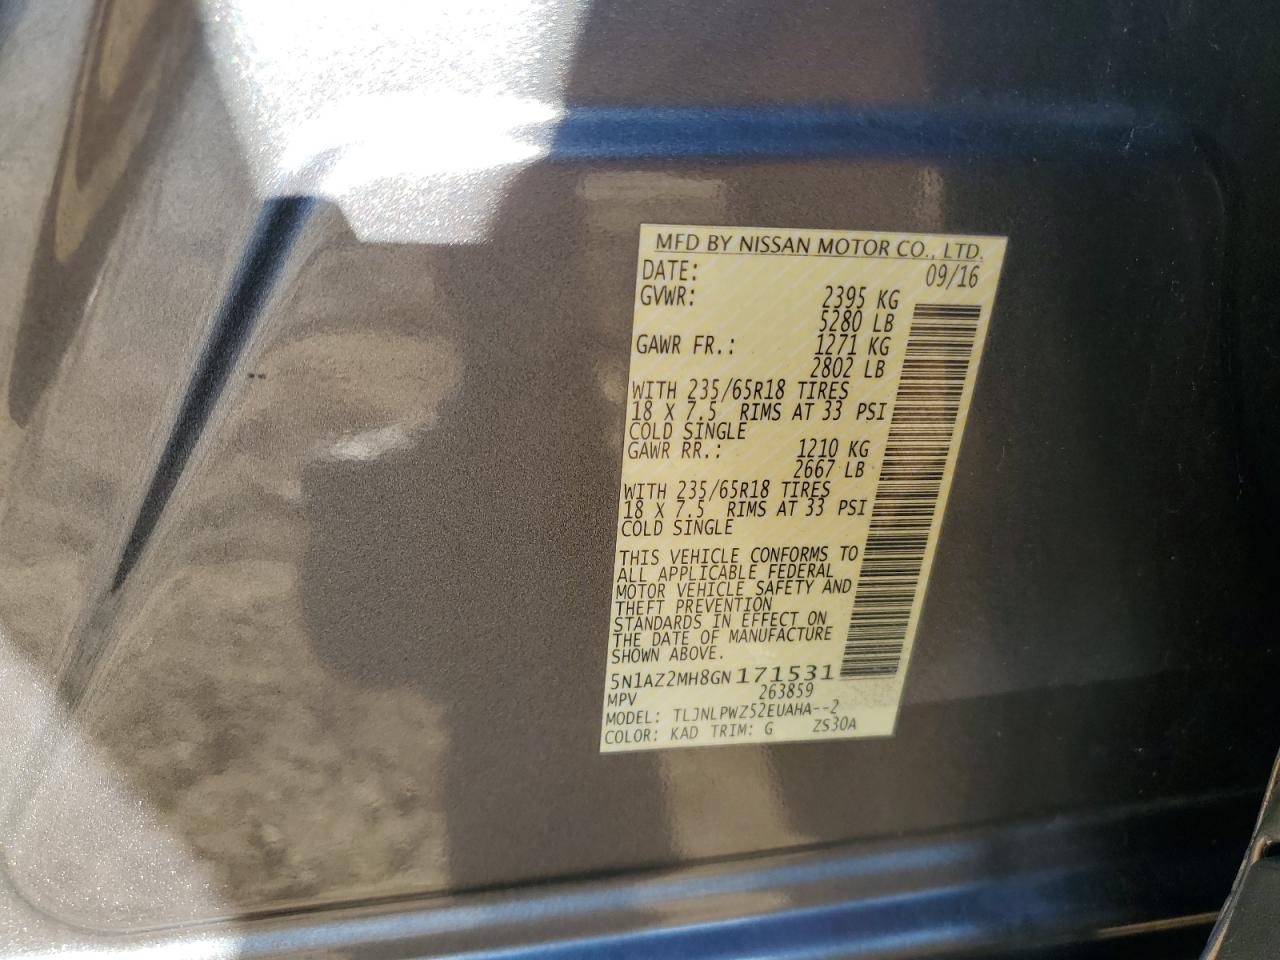 MFD BY NISSAN MOTOR CO., LTD.
DATE: 09/16
GVWR: 2395 KG
5280 LB
GAWR FR.: 1271 KG
2802 LB
WITH 235/65R18 TIRES
18 X 7.5 RIMS AT 33 PSI
COLD SINGLE
GAWR RR.: 1210 KG
2667 LB
WITH 235/65R18 TIRES
18 X 7.5 RIMS AT 33 PSI
COLD SINGLE
THIS VEHICLE CONFORMS TO
ALL APPLICABLE FEDERAL
MOTOR VEHICLE SAFETY AND
THEFT PREVENTION
STANDARDS IN EFFECT ON
THE DATE OF MANUFACTURE
SHOWN ABOVE.
5N1AZ2MH8GN171531
MPV 263859
MODEL: TLJNLPWZ52EUAHA--2
COLOR: KAD TRIM: G ZS30A